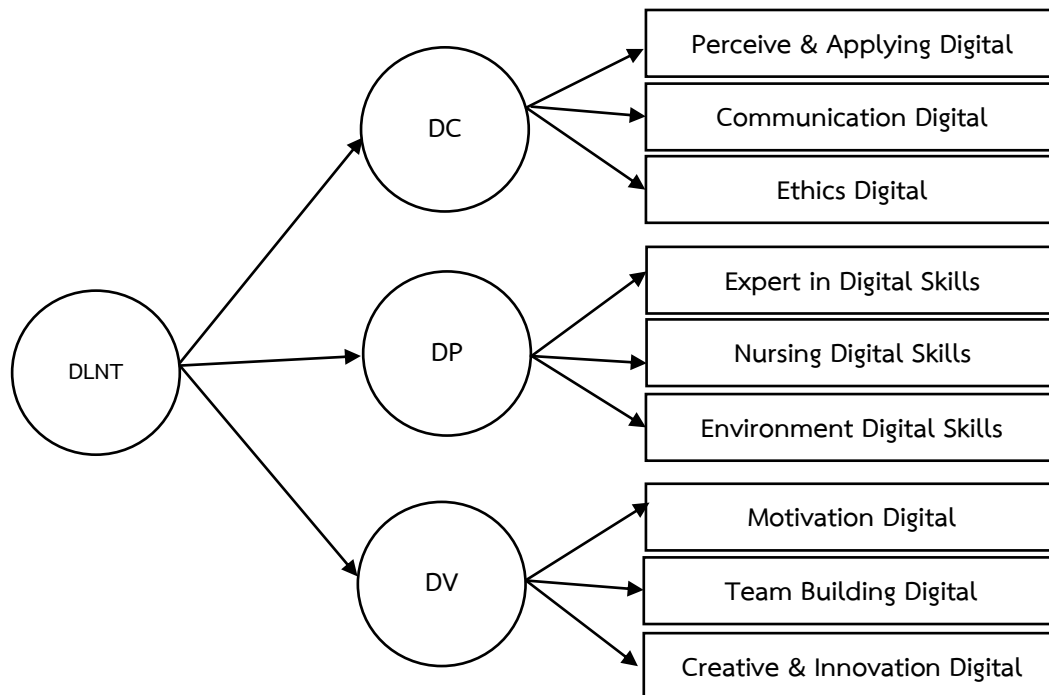 DLNT
DC
Perceive & Applying Digital
Communication Digital
Ethics Digital
DP
Expert in Digital Skills
Nursing Digital Skills
Environment Digital Skills
DV
Motivation Digital
Team Building Digital
Creative & Innovation Digital